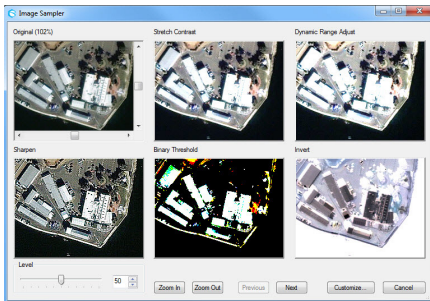 Image Sampler
Original (102%)
Stretch Contrast
Dynamic Range Adjust
Sharpen
Binary Threshold
Invert
Level
50
Zoom In
Zoom Out
Previous
Next
Customize...
Cancel